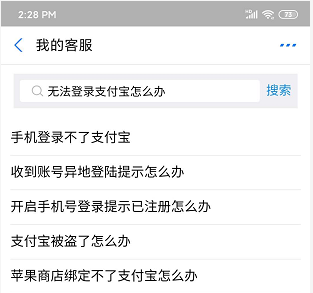 2:28 PM
75
我的客服
无法登录支付宝怎么办
搜索
手机登录不了支付宝
收到账号异地登陆提示怎么办
开启手机号登录提示已注册怎么办
支付宝被盗了怎么办
苹果商店绑定不了支付宝怎么办